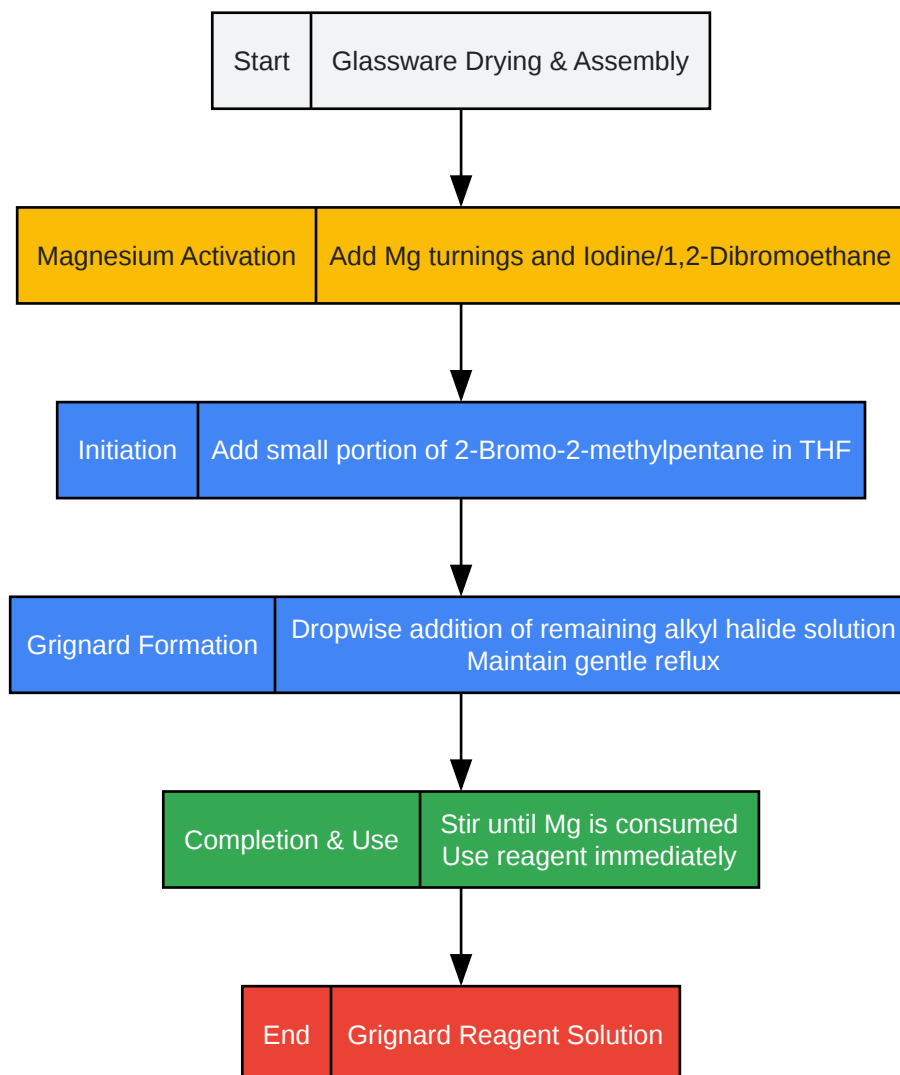 Start
Glassware Drying & Assembly
Magnesium Activation
Add Mg turnings and Iodine/1,2-Dibromoethane
Initiation
Add small portion of 2-Bromo-2-methylpentane in THF
Grignard Formation
Dropwise addition of remaining alkyl halide solution
Maintain gentle reflux
Completion & Use
Stir until Mg is consumed
Use reagent immediately
End
Grignard Reagent Solution